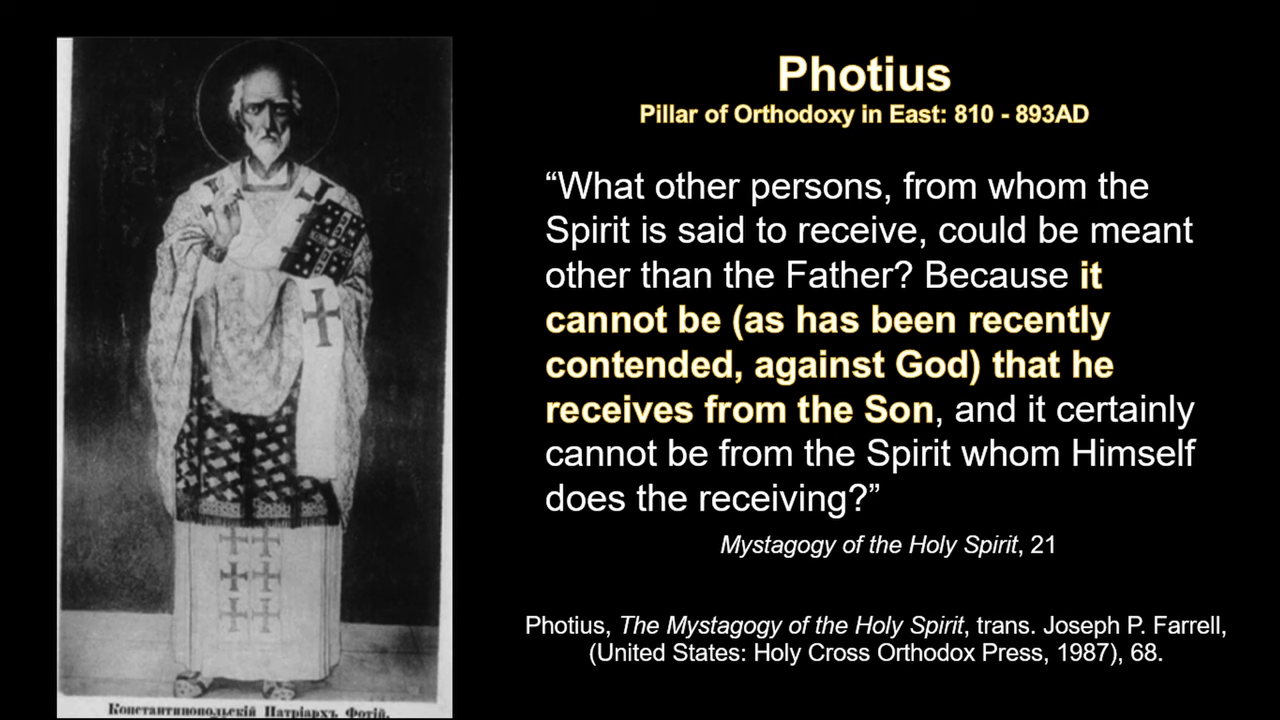 Photius
Pillar of Orthodoxy in East: 810 - 893AD
“What other persons, from whom the
Spirit is said to receive, could be meant
other than the Father? Because it
cannot be (as has been recently
contended, against God) that he
receives from the Son, and it certainly
cannot be from the Spirit whom Himself
does the receiving?”
Mystagogy of the Holy Spirit, 21
Photius, The Mystagogy of the Holy Spirit, trans. Joseph P. Farrell,
(United States: Holy Cross Orthodox Press, 1987), 68.
Константинопольскій Патріархъ Фотій.